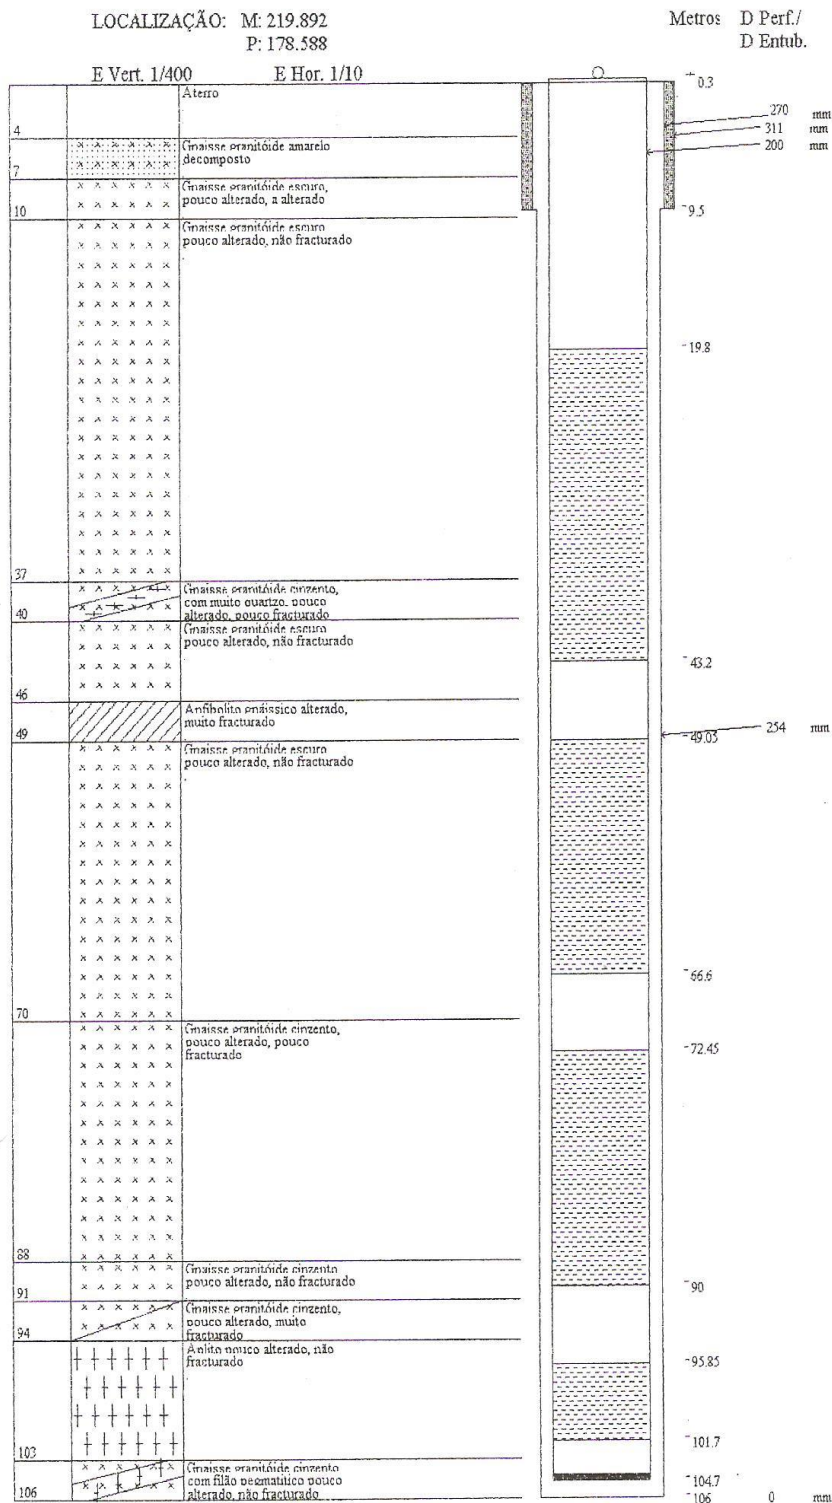 LOCALIZAÇÃO: M: 219.892
P: 178.588
E Vert. 1/400 E Hor. 1/10
Metros D Perf./
D Entub.
Aterro
4
Gnaisse granitóide amarelo
decomposto
7
Gnaisse granitóide escuro,
pouco alterado, a alterado
10
Gnaisse granitóide escuro
pouco alterado, não fracturado
37
Gnaisse granitóide cinzento,
com muito quartzo, pouco
alterado, pouco fracturado
40
Gnaisse granitóide escuro
pouco alterado, não fracturado
46
Anfibolito gnáissico alterado,
muito fracturado
49
Gnaisse granitóide escuro
pouco alterado, não fracturado
70
Gnaisse granitóide cinzento,
pouco alterado, pouco
fracturado
88
Gnaisse granitóide cinzento
pouco alterado, não fracturado
91
Gnaisse granitóide cinzento,
pouco alterado, muito
fracturado
94
Aplito pouco alterado, não
fracturado
103
Gnaisse granitóide cinzento
com filão pegmatítico pouco
alterado, não fracturado
106
+ 0.3
270 mm
311 mm
200 mm
-9.5
-19.8
-43.2
254 mm
-49.05
-66.6
-72.45
-90
-95.85
-101.7
-104.7
-106 0 mm